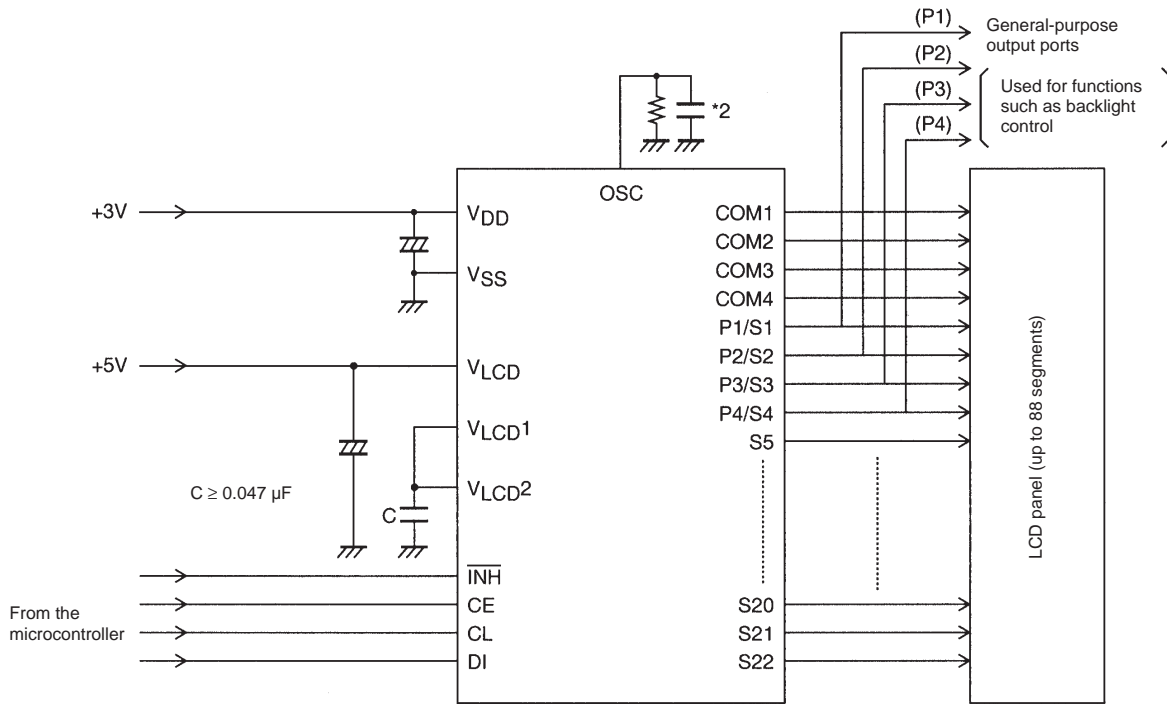 (P1)
General-purpose
output ports
(P2)
(P3)
Used for functions
such as backlight
control
(P4)
*2
OSC
+3V
VDD
VSS
+5V
VLCD
VLCD1
VLCD2
C ≥ 0.047 µF
C
INH
From the
microcontroller
CE
CL
DI
COM1
COM2
COM3
COM4
P1/S1
P2/S2
P3/S3
P4/S4
S5
S20
S21
S22
LCD panel (up to 88 segments)